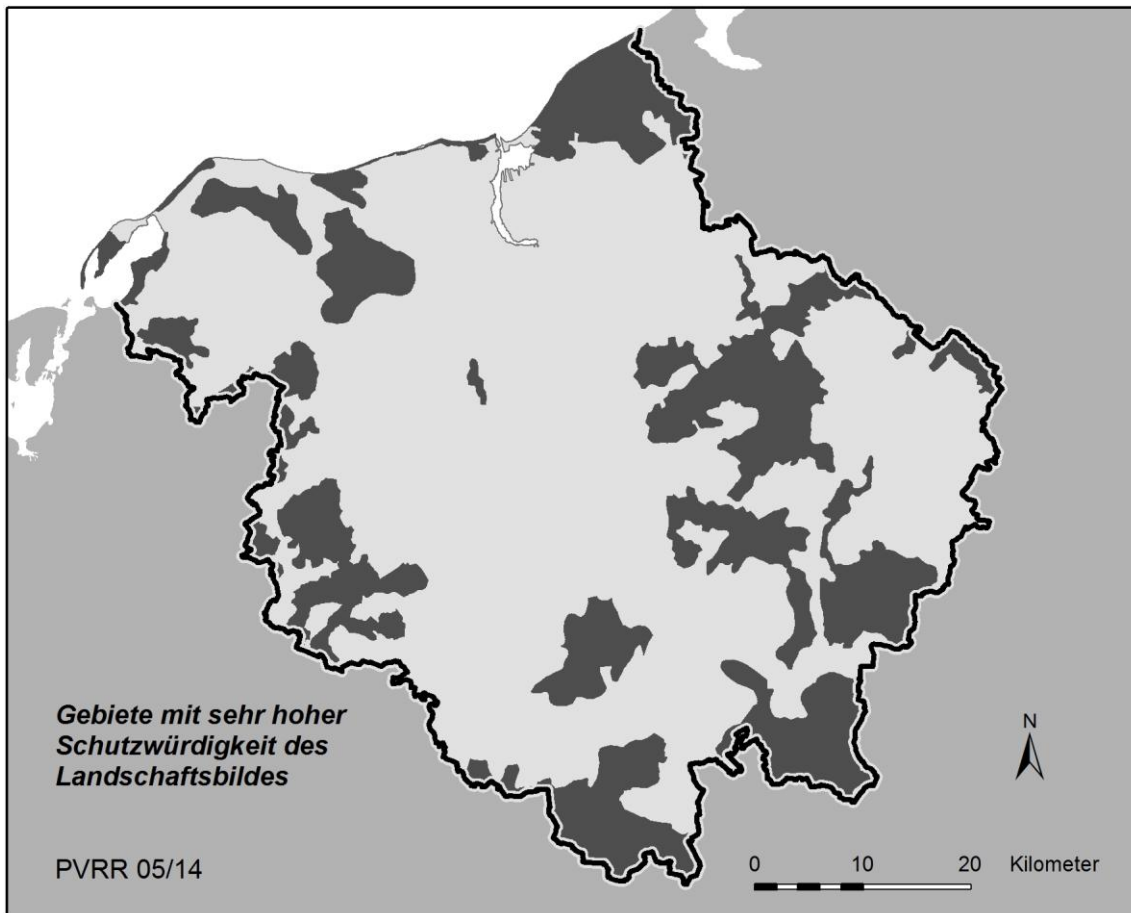 Gebiete mit sehr hoher
Schutzwürdigkeit des
Landschaftsbildes
PVRR 05/14
N
0 10 20 Kilometer